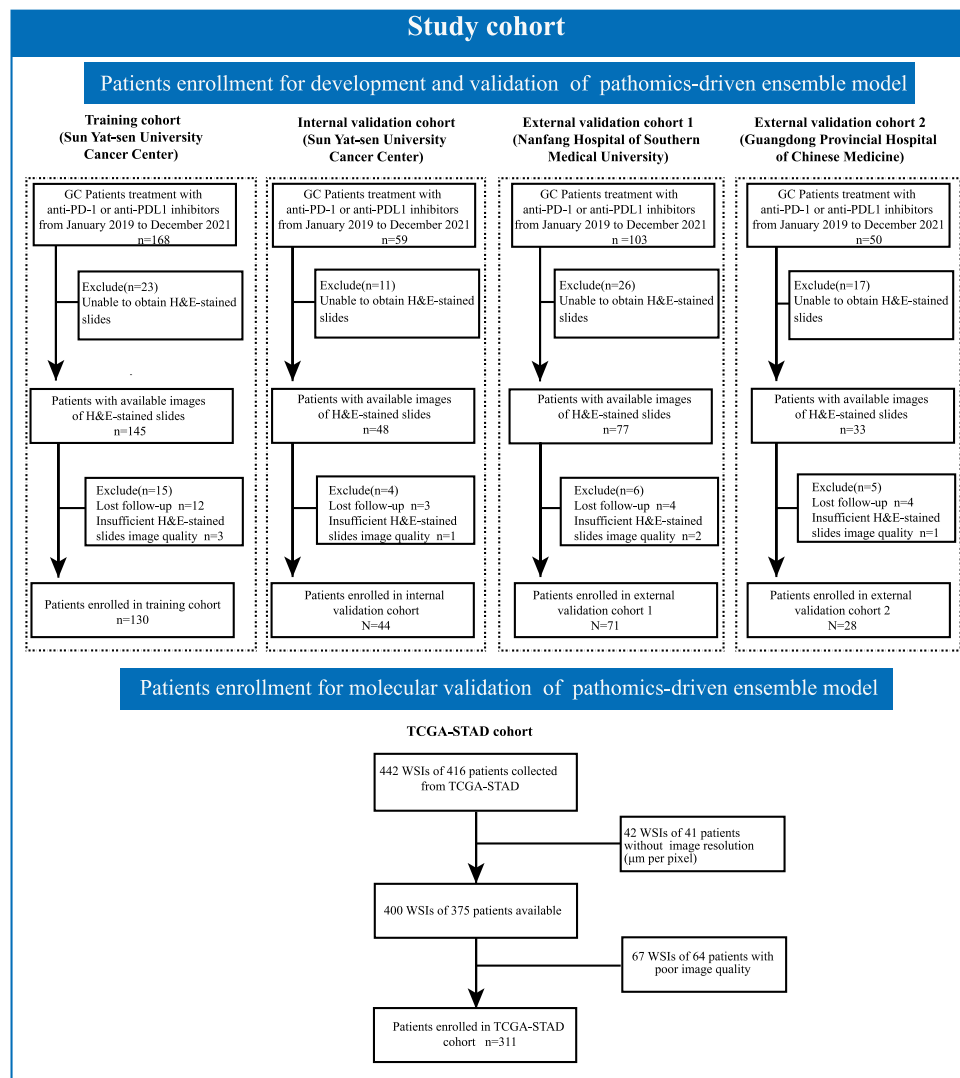 Study cohort
Patients enrollment for development and validation of pathomics-driven ensemble model
Training cohort
(Sun Yat-sen University
Cancer Center)
GC Patients treatment with
anti-PD-1 or anti-PDL1 inhibitors
from January 2019 to December 2021
n=168
Exclude(n=23)
Unable to obtain H&E-stained
slides
Patients with available images
of H&E-stained slides
n=145
Exclude(n=15)
Lost follow-up n=12
Insufficient H&E-stained
slides image quality n=3
Patients enrolled in training cohort
n=130
Internal validation cohort
(Sun Yat-sen University
Cancer Center)
GC Patients treatment with
anti-PD-1 or anti-PDL1 inhibitors
from January 2019 to December 2021
n=59
Exclude(n=11)
Unable to obtain H&E-stained
slides
Patients with available images
of H&E-stained slides
n=48
Exclude(n=4)
Lost follow-up n=3
Insufficient H&E-stained
slides image quality n=1
Patients enrolled in internal
validation cohort
N=44
External validation cohort 1
(Nanfang Hospital of Southern
Medical University)
GC Patients treatment with
anti-PD-1 or anti-PDL1 inhibitors
from January 2019 to December 2021
n =103
Exclude(n=26)
Unable to obtain H&E-stained
slides
Patients with available images
of H&E-stained slides
n=77
Exclude(n=6)
Lost follow-up n=4
Insufficient H&E-stained
slides image quality n=2
Patients enrolled in external
validation cohort 1
N=71
External validation cohort 2
(Guangdong Provincial Hospital
of Chinese Medicine)
GC Patients treatment with
anti-PD-1 or anti-PDL1 inhibitors
from January 2019 to December 2021
n=50
Exclude(n=17)
Unable to obtain H&E-stained
slides
Patients with available images
of H&E-stained slides
n=33
Exclude(n=5)
Lost follow-up n=4
Insufficient H&E-stained
slides image quality n=1
Patients enrolled in external
validation cohort 2
N=28
Patients enrollment for molecular validation of pathomics-driven ensemble model
TCGA-STAD cohort
442 WSIs of 416 patients collected
from TCGA-STAD
42 WSIs of 41 patients
without image resolution
(μm per pixel)
400 WSIs of 375 patients available
67 WSIs of 64 patients with
poor image quality
Patients enrolled in TCGA-STAD
cohort n=311